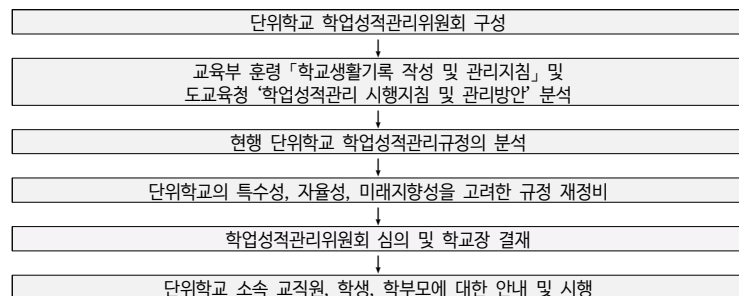 단위학교 학업성적관리위원회 구성
교육부 훈령 「학교생활기록 작성 및 관리지침」 및
도교육청 ‘학업성적관리 시행지침 및 관리방안’ 분석
현행 단위학교 학업성적관리규정의 분석
단위학교의 특수성, 자율성, 미래지향성을 고려한 규정 재정비
학업성적관리위원회 심의 및 학교장 결재
단위학교 소속 교직원, 학생, 학부모에 대한 안내 및 시행